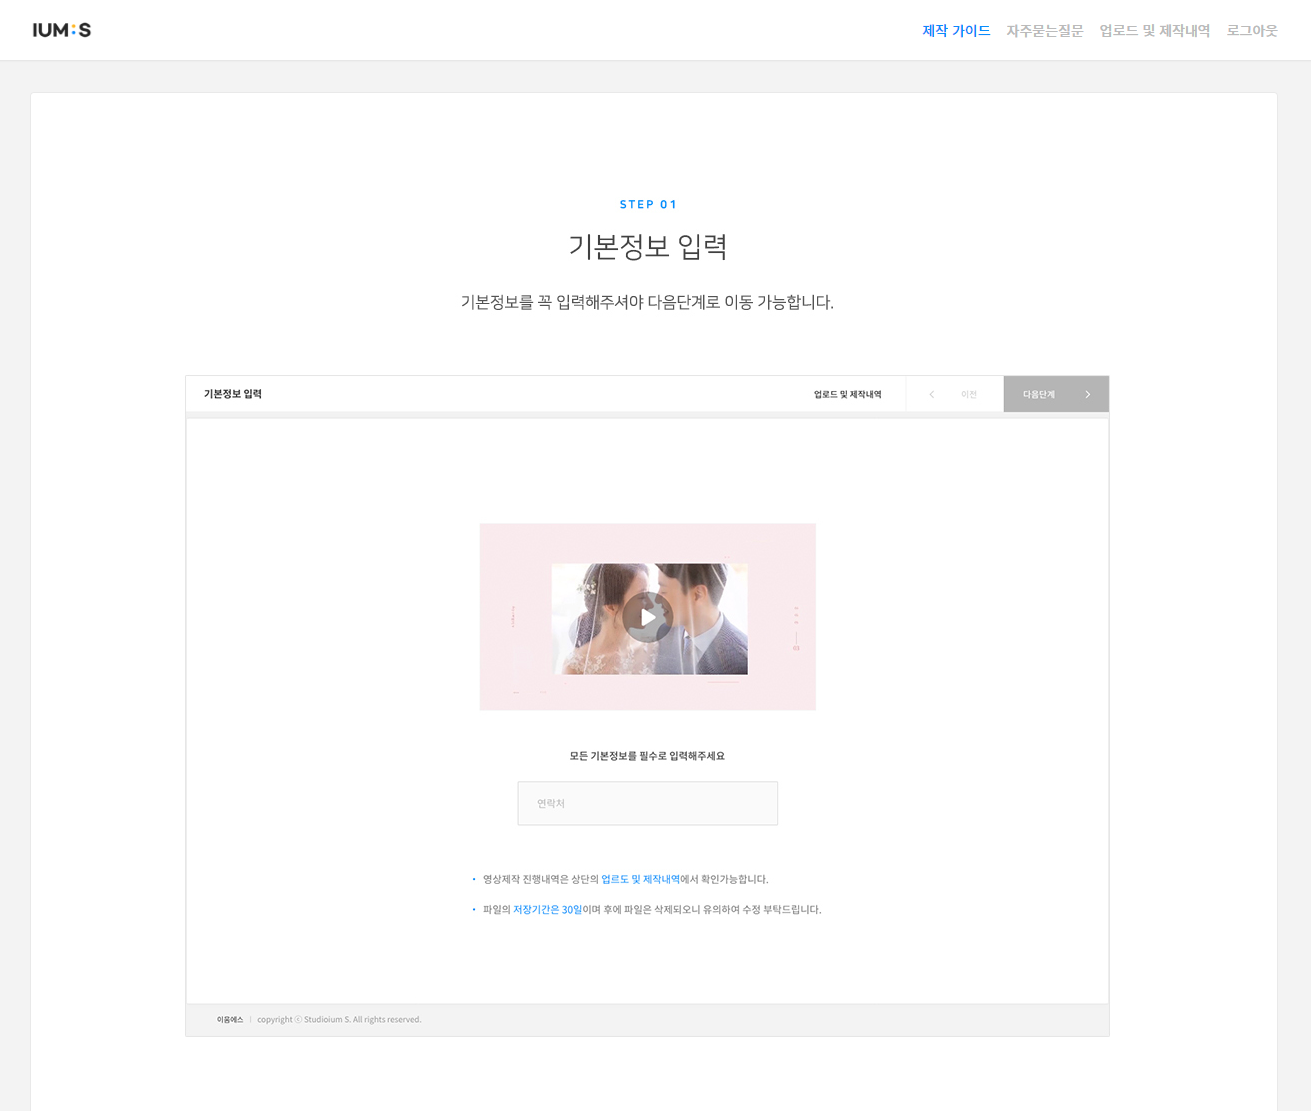 IUM:S
제작 가이드
자주묻는질문
업로드 및 제작내역
로그아웃
STEP 01
기본정보 입력
기본정보를 꼭 입력해주셔야 다음단계로 이동 가능합니다.
기본정보 입력
업로드 및 제작내역
이전
다음단계
03
모든 기본정보를 필수로 입력해주세요
연락처
• 영상제작 진행내역은 상단의 업르도 및 제작내역에서 확인가능합니다.
• 파일의 저장기간은 30일이며 후에 파일은 삭제되오니 유의하여 수정 부탁드립니다.
이음에스 | copyright ⓒ Studioium S. All rights reserved.